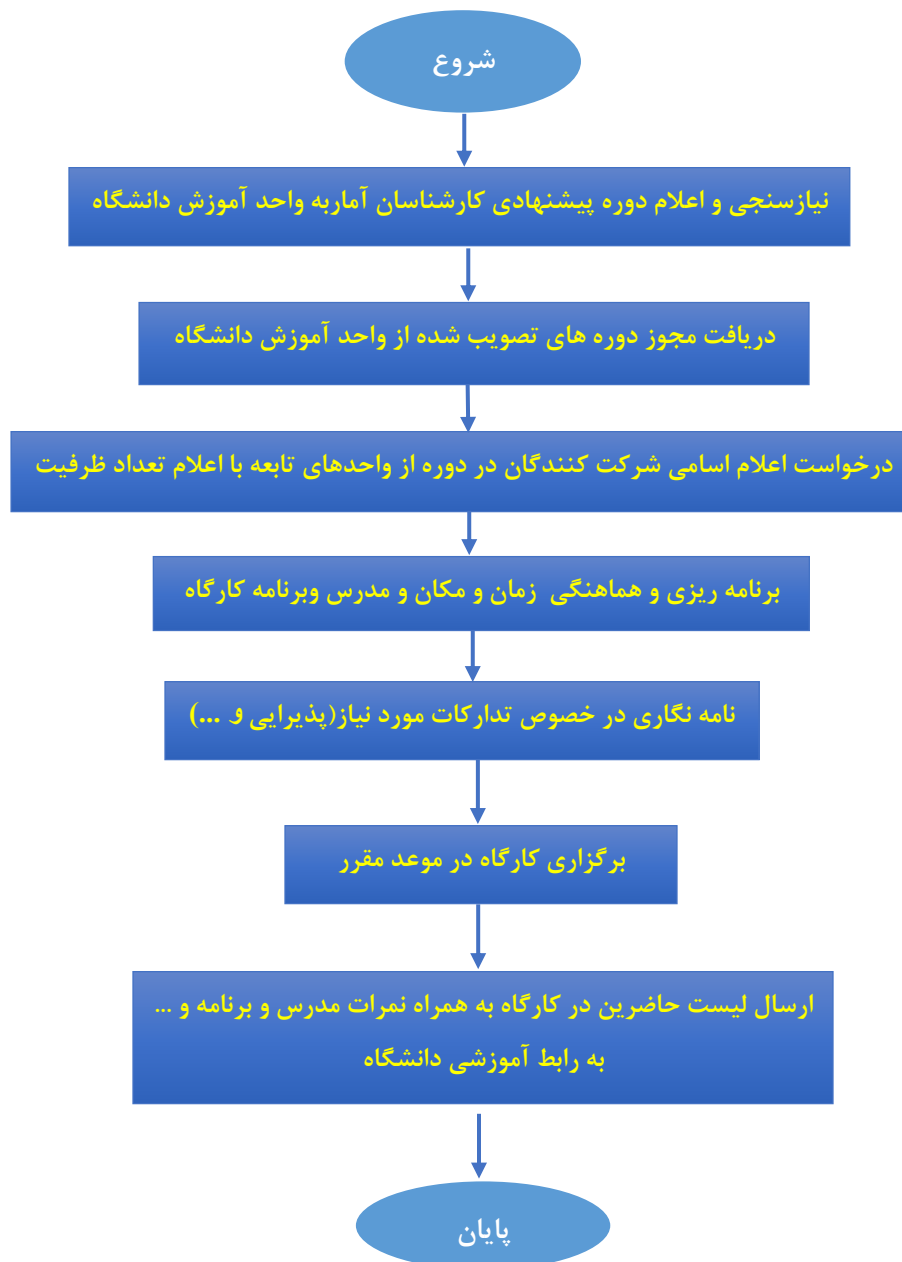 شروع
نیازسنجی و اعلام دوره پیشنهادی کارشناسان آماربه واحد آموزش دانشگاه
دریافت مجوز دوره های تصویب شده از واحد آموزش دانشگاه
درخواست اعلام اسامی شرکت کنندگان در دوره از واحدهای تابعه با اعلام تعداد ظرفیت
برنامه ریزی و هماهنگی زمان و مکان و مدرس وبرنامه کارگاه
نامه نگاری در خصوص تدارکات مورد نیاز(پذیرایی و ...)
برگزاری کارگاه در موعد مقرر
ارسال لیست حاضرین در کارگاه به همراه نمرات مدرس و برنامه و ...
به رابط آموزشی دانشگاه
پایان